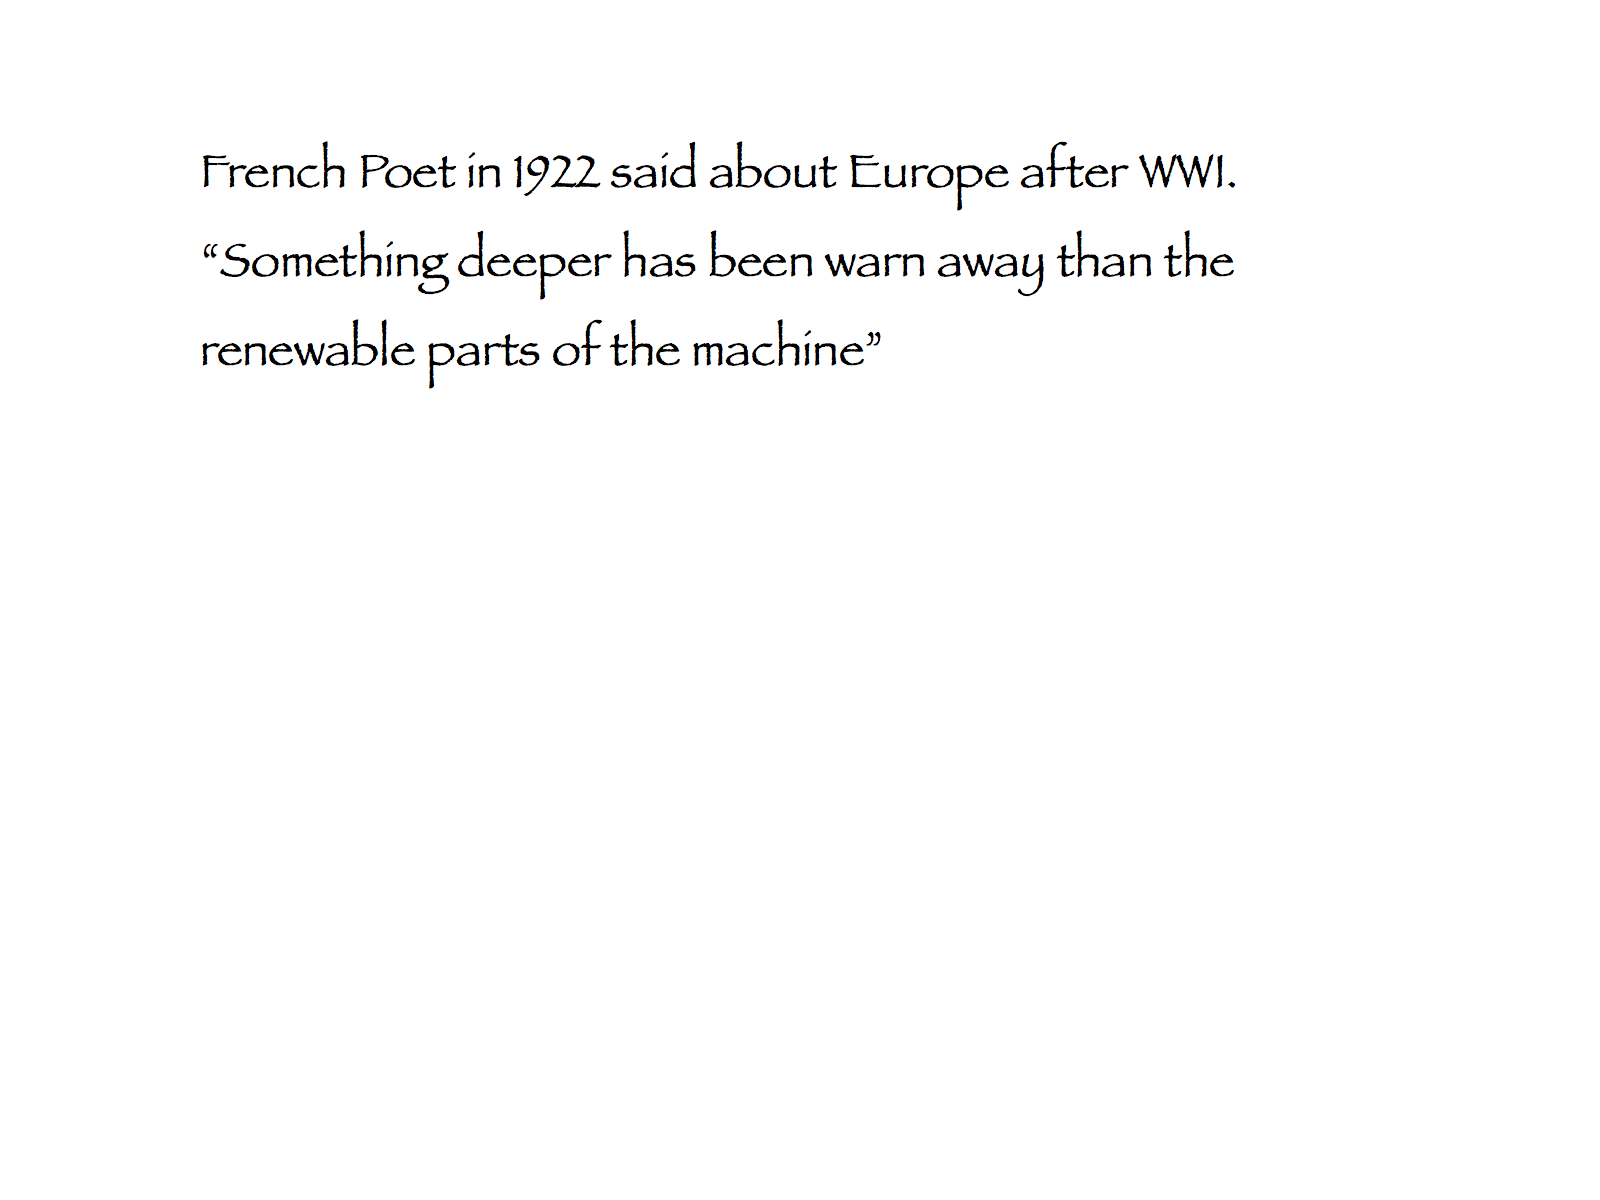 French Poet in 1922 said about Europe after WWI.
“Something deeper has been warn away than the
renewable parts of the machine”